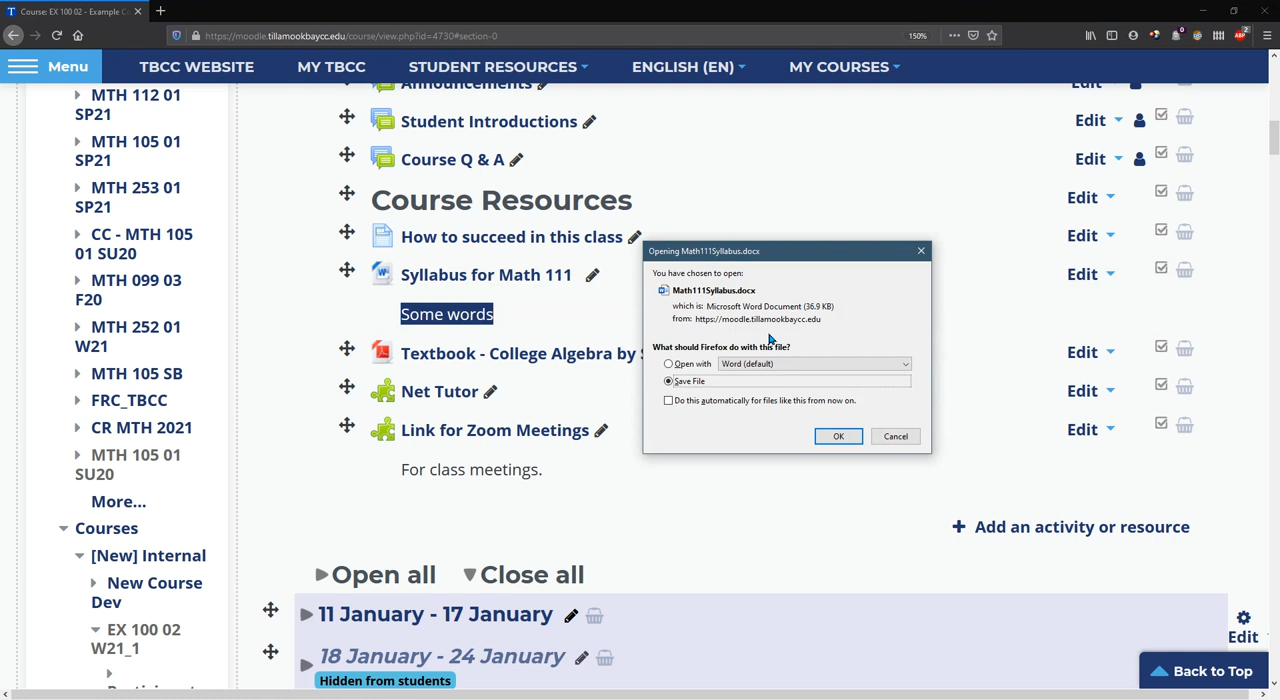 Course: EX 100 02 - Example Co
https://moodle.tillamookbaycc.edu/course/view.php?id=4730#section-0
150%
Menu
TBCC WEBSITE
MY TBCC
STUDENT RESOURCES
ENGLISH (EN)
MY COURSES
MTH 112 01
SP21
MTH 105 01
SP21
MTH 253 01
SP21
CC - MTH 105
01 SU20
MTH 099 03
F20
MTH 252 01
W21
MTH 105 SB
FRC_TBCC
CR MTH 2021
MTH 105 01
SU20
More...
Courses
[New] Internal
New Course
Dev
EX 100 02
W21_1
Announcements
Edit
Student Introductions
Edit
Course Q & A
Edit
Course Resources
Edit
How to succeed in this class
Edit
Syllabus for Math 111
Edit
Some words
Textbook - College Algebra by S
Edit
Net Tutor
Edit
Link for Zoom Meetings
Edit
For class meetings.
Opening Math111Syllabus.docx
You have chosen to open:
Math111Syllabus.docx
which is: Microsoft Word Document (36.9 KB)
from: https://moodle.tillamookbaycc.edu
What should Firefox do with this file?
Open with
Word (default)
Save File
Do this automatically for files like this from now on.
OK
Cancel
+ Add an activity or resource
Open all
Close all
11 January - 17 January
Edit
18 January - 24 January
Hidden from students
Back to Top